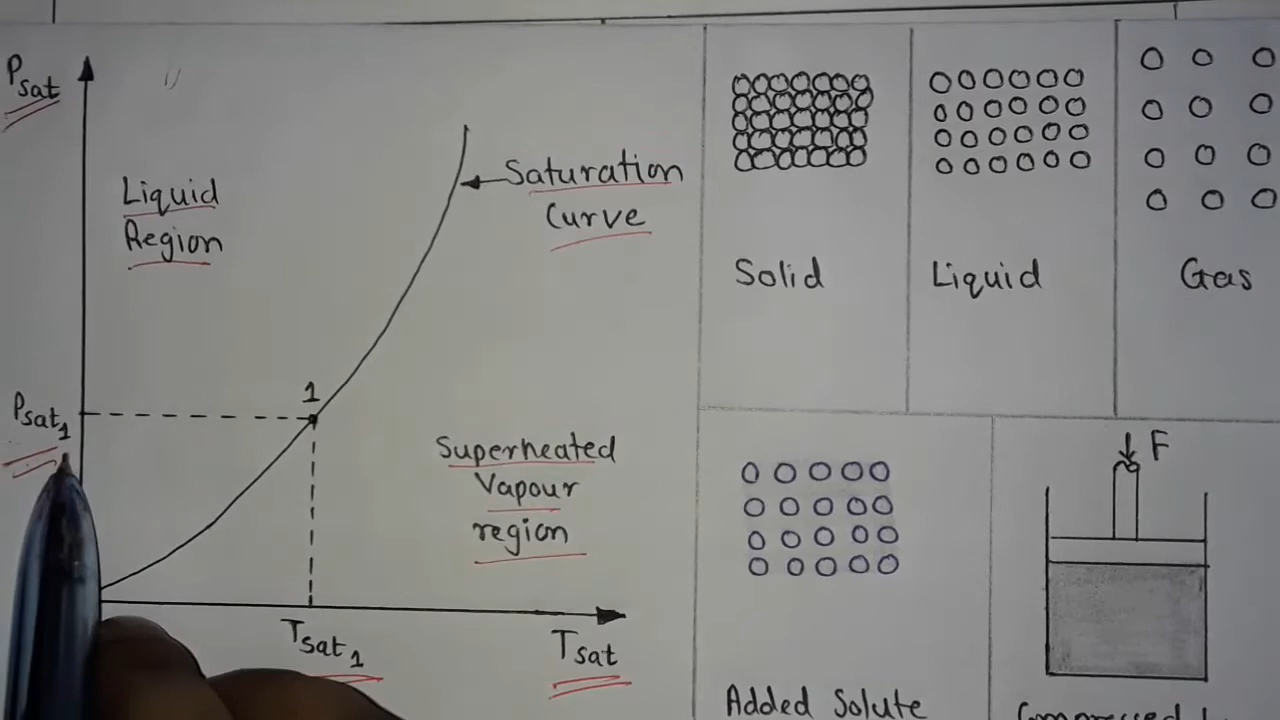 Psat
Liquid
Region
Saturation
Curve
1
Psat1
Superheated
Vapour
region
Tsat1
Tsat
Solid
Liquid
Gas
F
Added Solute